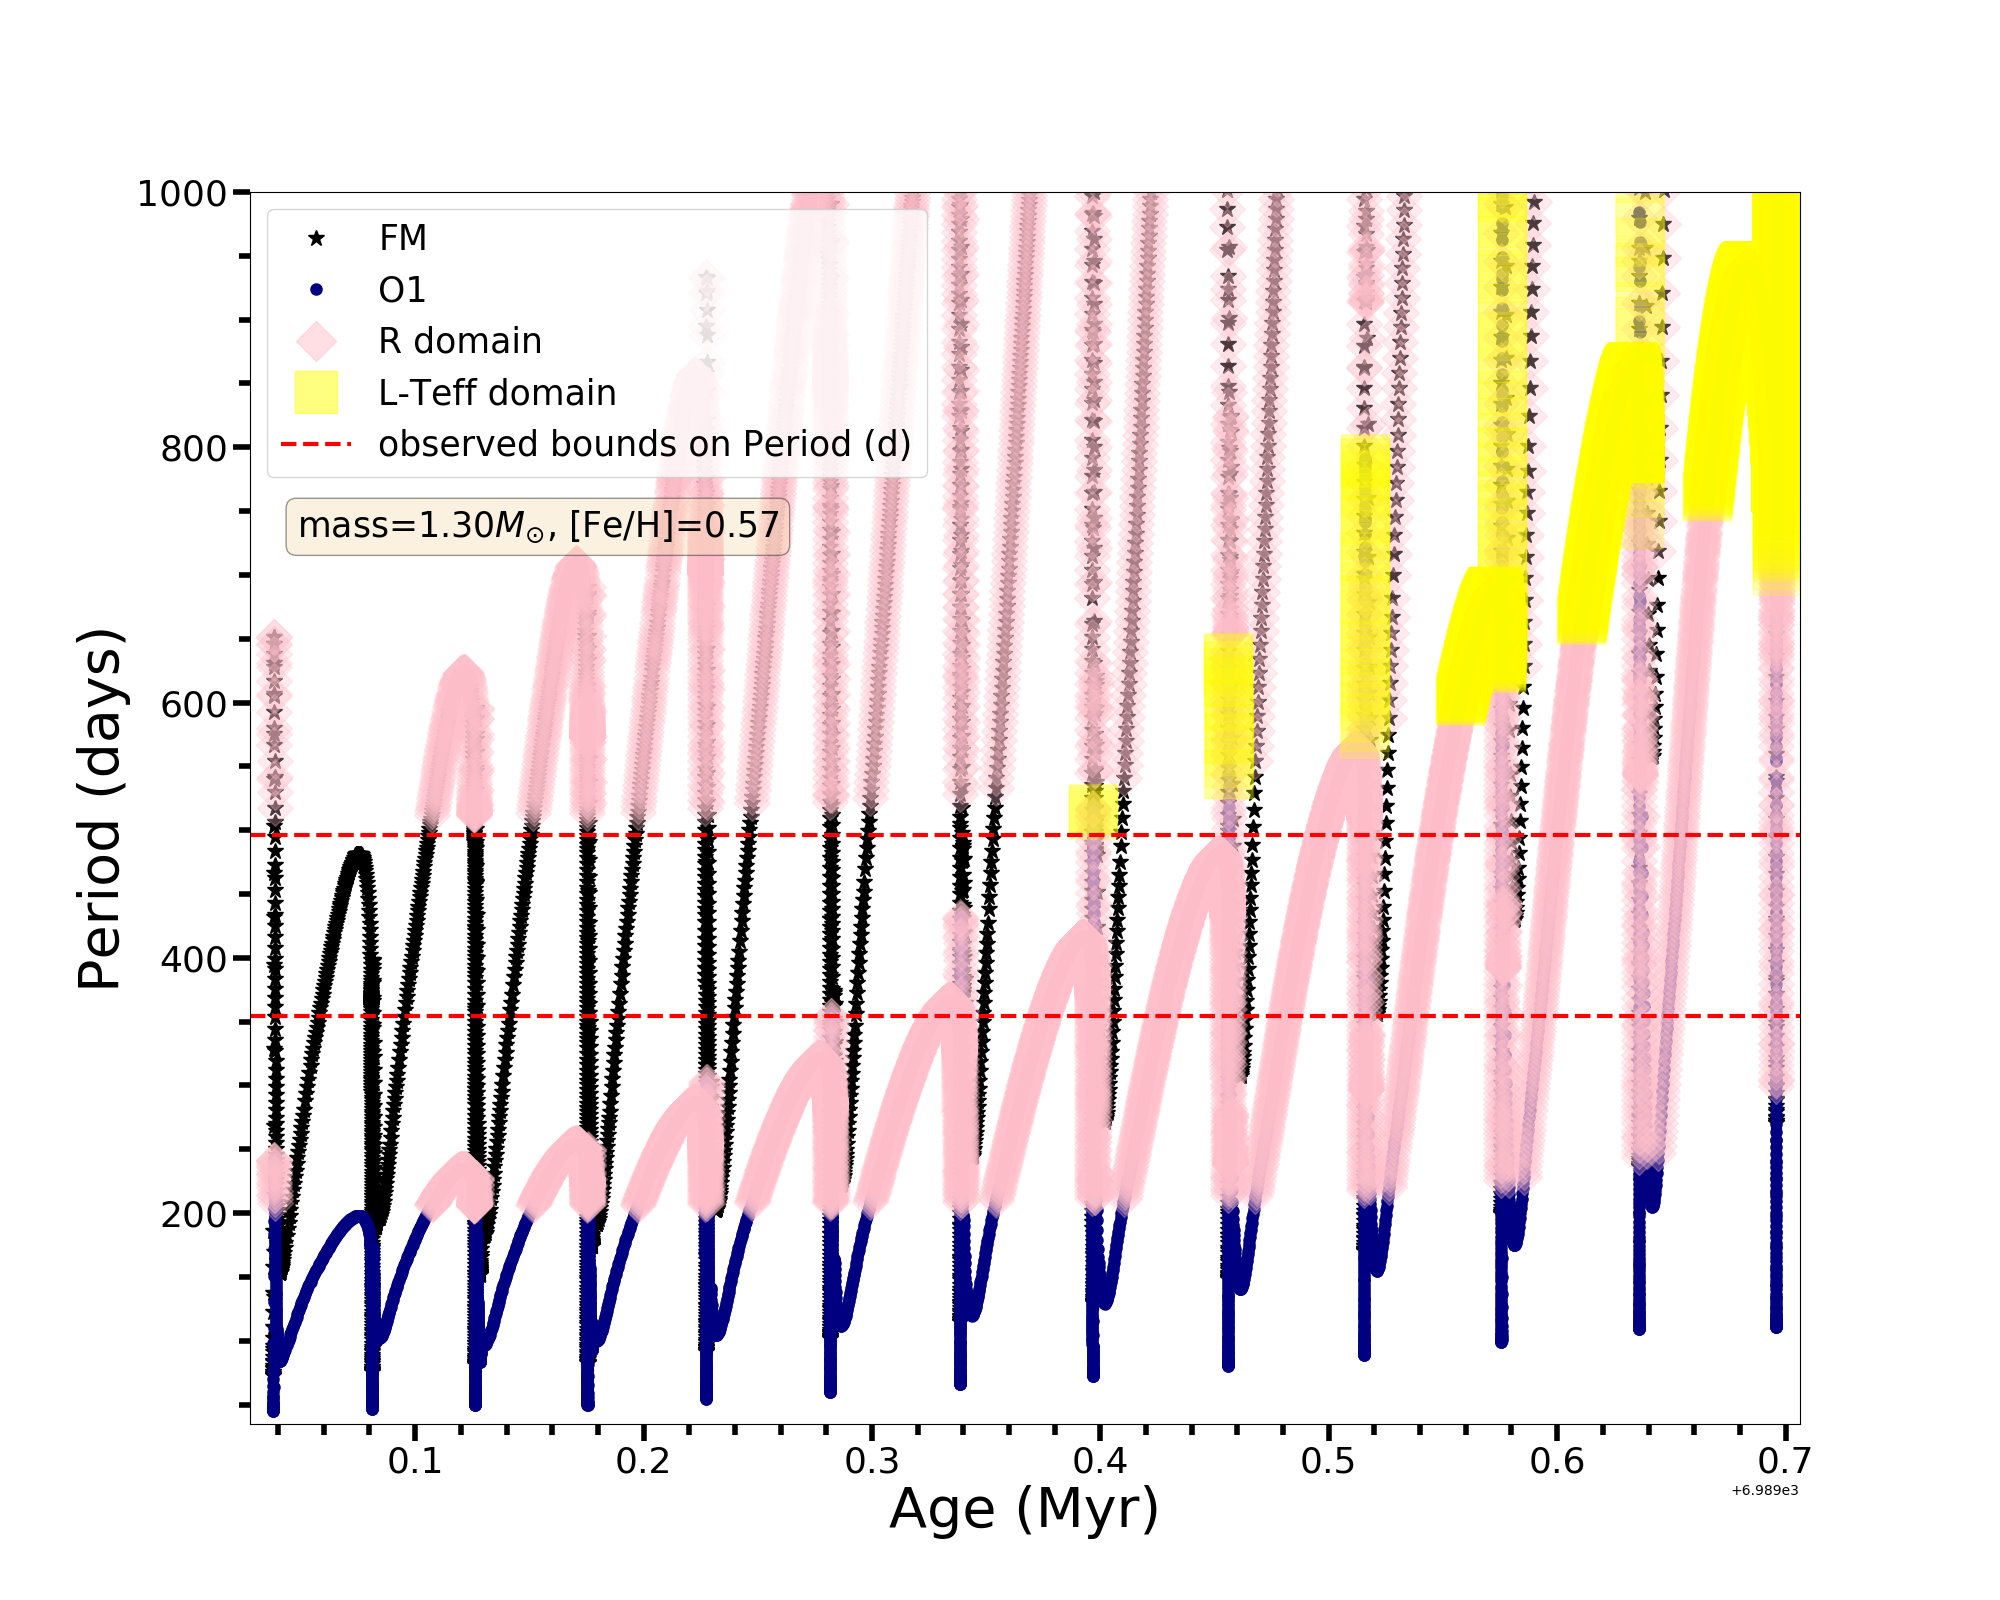 1000
800
600
400
200
Period (days)
FM
O1
R domain
L-Teff domain
observed bounds on Period (d)
mass=1.30M⊙, [Fe/H]=0.57
0.1 0.2 0.3 0.4 0.5 0.6 0.7
+6.989e3
Age (Myr)